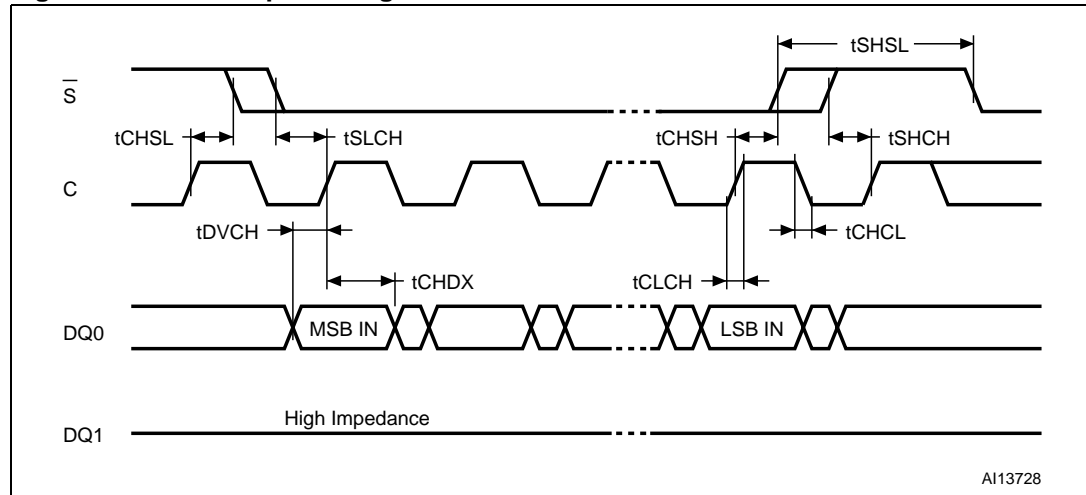 tSHSL
S
tCHSL
tSLCH
tCHSH
tSHCH
C
tDVCH
tCHCL
tCHDX
tCLCH
DQ0
MSB IN
LSB IN
High Impedance
DQ1
AI13728